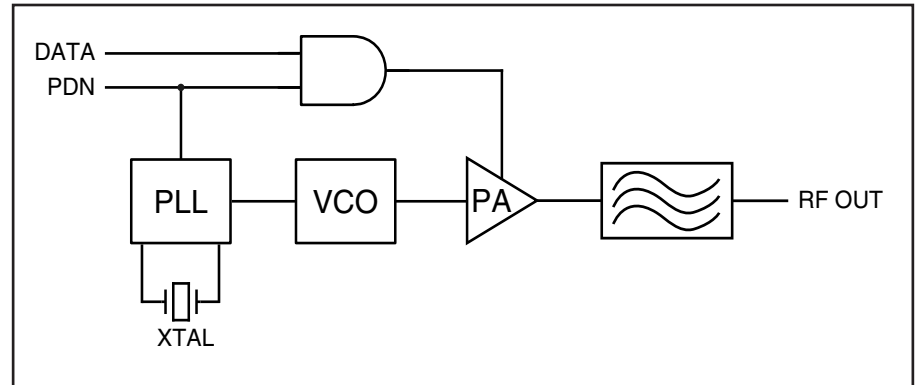 DATA
PDN
PLL
VCO
PA
RF OUT
XTAL